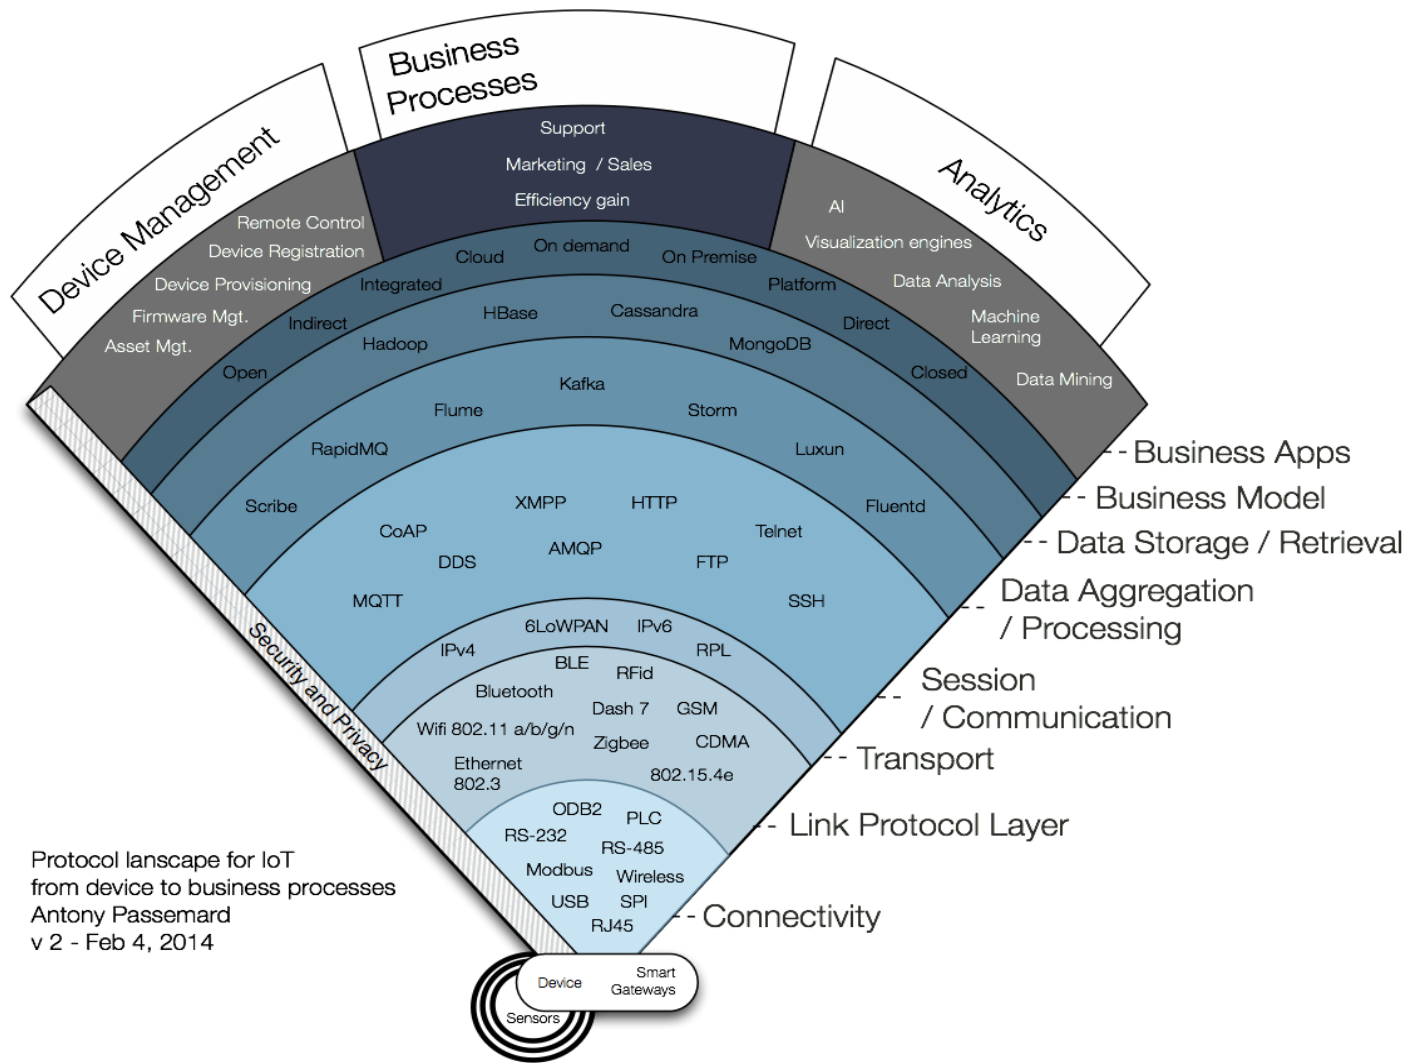 Business
Processes
Device Management
Analytics
Support
Marketing / Sales
Efficiency gain
Remote Control
Device Registration
Device Provisioning
Firmware Mgt.
Asset Mgt.
AI
Visualization engines
Data Analysis
Machine
Learning
Data Mining
Open
Indirect
Integrated
Cloud
On demand
On Premise
Platform
Direct
Closed
Hadoop
HBase
Cassandra
MongoDB
Scribe
RapidMQ
Flume
Kafka
Storm
Luxun
Fluentd
XMPP
HTTP
CoAP
Telnet
DDS
AMQP
FTP
MQTT
SSH
IPv4
6LoWPAN
IPv6
RPL
BLE
RFid
Bluetooth
Dash 7
GSM
Wifi 802.11 a/b/g/n
Zigbee
CDMA
Ethernet
802.3
802.15.4e
ODB2
PLC
RS-232
RS-485
Modbus
Wireless
USB
SPI
RJ45
Security and Privacy
Business Apps
Business Model
Data Storage / Retrieval
Data Aggregation
/ Processing
Session
/ Communication
Transport
Link Protocol Layer
Connectivity
Device
Smart
Gateways
Sensors
Protocol lanscape for IoT
from device to business processes
Antony Passemard
v 2 - Feb 4, 2014